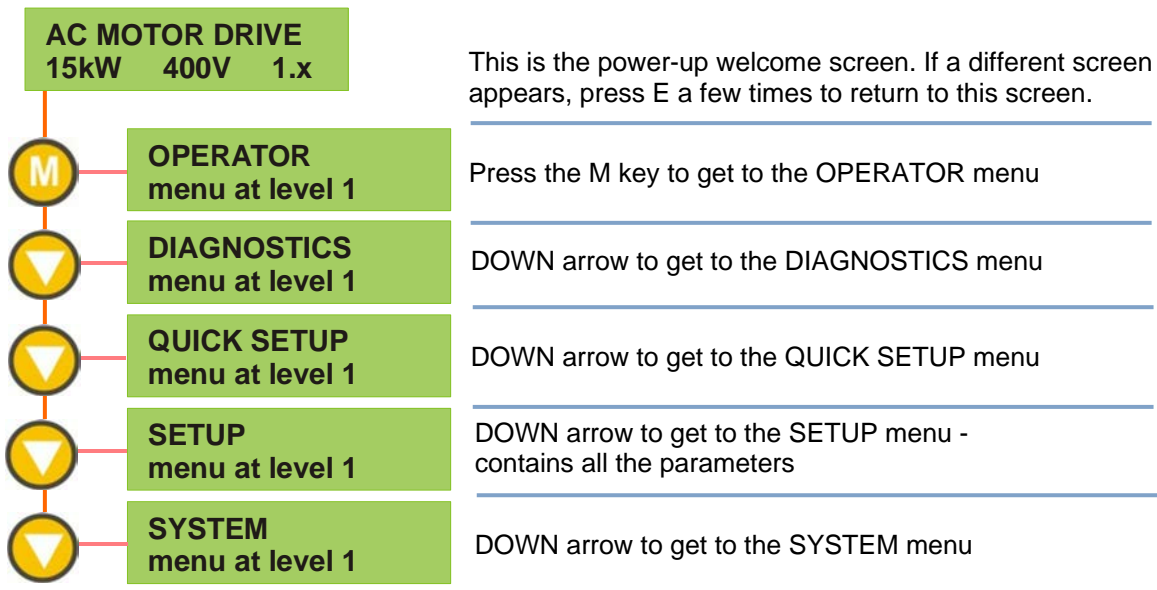 AC MOTOR DRIVE
15kW 400V 1.x
This is the power-up welcome screen. If a different screen
appears, press E a few times to return to this screen.
M
OPERATOR
menu at level 1
Press the M key to get to the OPERATOR menu
DIAGNOSTICS
menu at level 1
DOWN arrow to get to the DIAGNOSTICS menu
QUICK SETUP
menu at level 1
DOWN arrow to get to the QUICK SETUP menu
SETUP
menu at level 1
DOWN arrow to get to the SETUP menu -
contains all the parameters
SYSTEM
menu at level 1
DOWN arrow to get to the SYSTEM menu